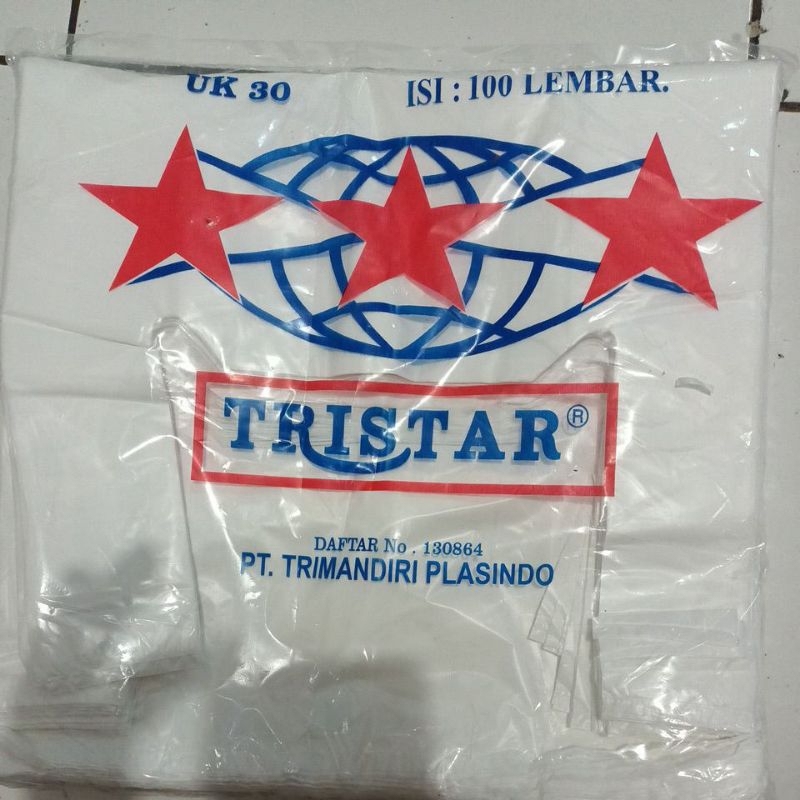 UK 30
ISI : 100 LEMBAR.
TRISTAR ®
DAFTAR No . 130864
PT. TRIMANDIRI PLASINDO